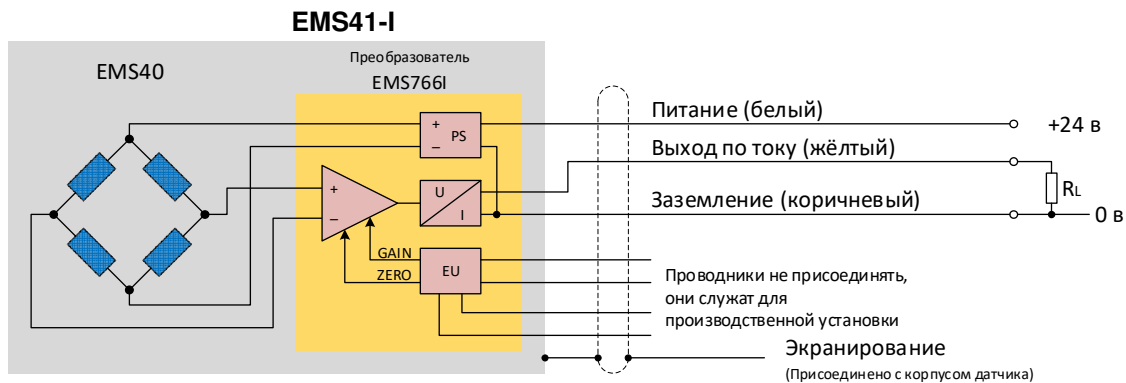 EMS41-I
Преобразователь
EMS766I
EMS40
+
−
PS
Питание (белый)
+24 в
Выход по току (жёлтый)
+
−
U
I
RL
Заземление (коричневый)
0 в
GAIN
ZERO
EU
Проводники не присоединять,
они служат для
производственной установки
Экранирование
(Присоединено с корпусом датчика)